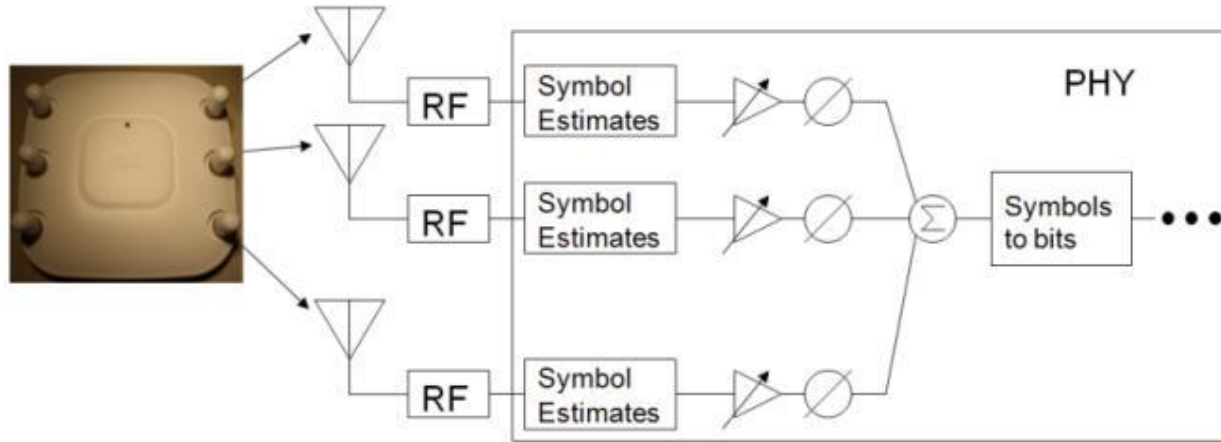 PHY
RF
Symbol
Estimates
RF
Symbol
Estimates
Σ
Symbols
to bits
RF
Symbol
Estimates